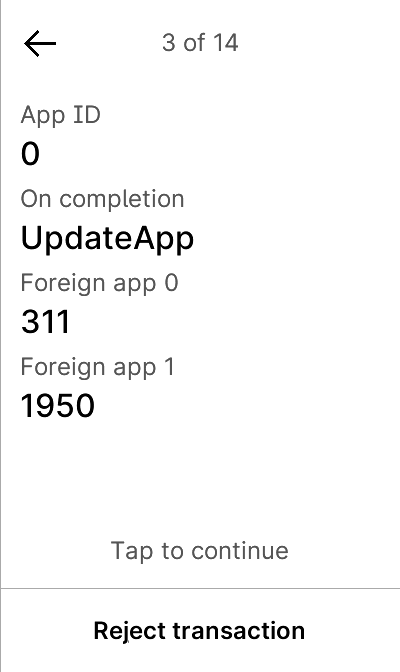 3 of 14
App ID
0
On completion
UpdateApp
Foreign app 0
311
Foreign app 1
1950
Tap to continue
Reject transaction